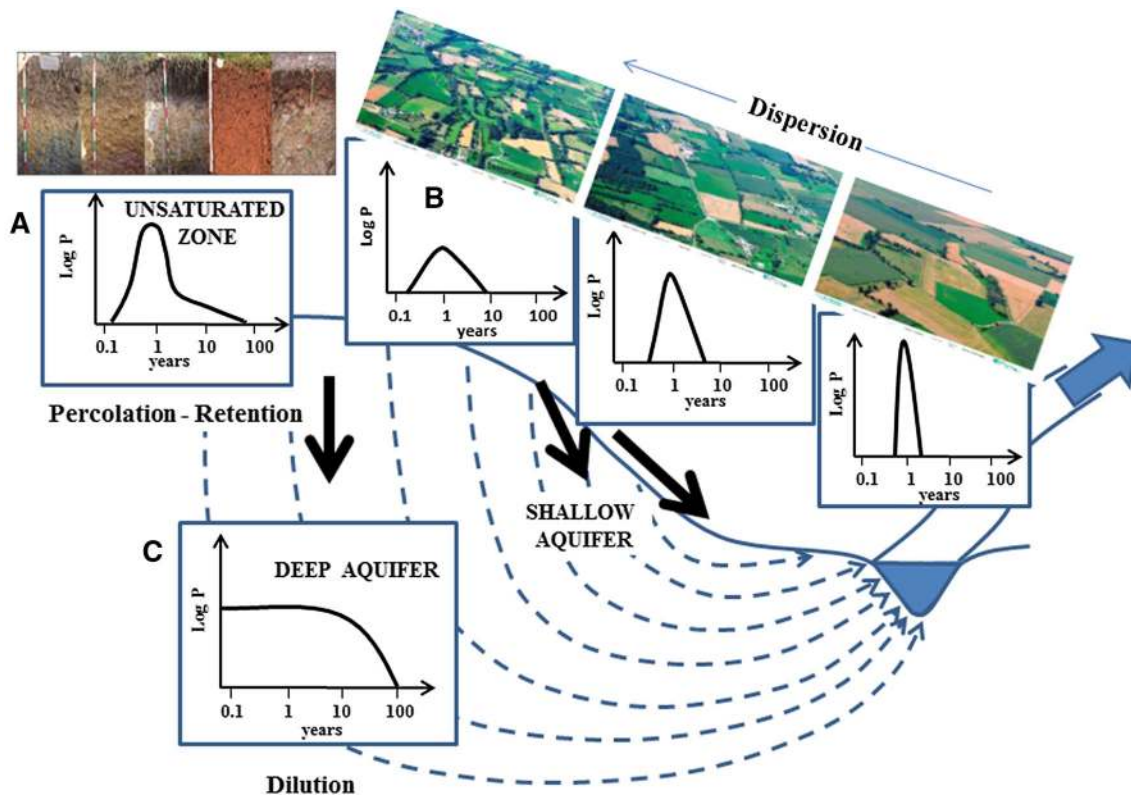 Dispersion
A
UNSATURATED
ZONE
Log P
0.1 1 10 100
years
Percolation - Retention
B
Log P
0.1 1 10 100
years
Log P
0.1 1 10 100
years
Log P
0.1 1 10 100
years
SHALLOW
AQUIFER
C
DEEP AQUIFER
Log P
0.1 1 10 100
years
Dilution